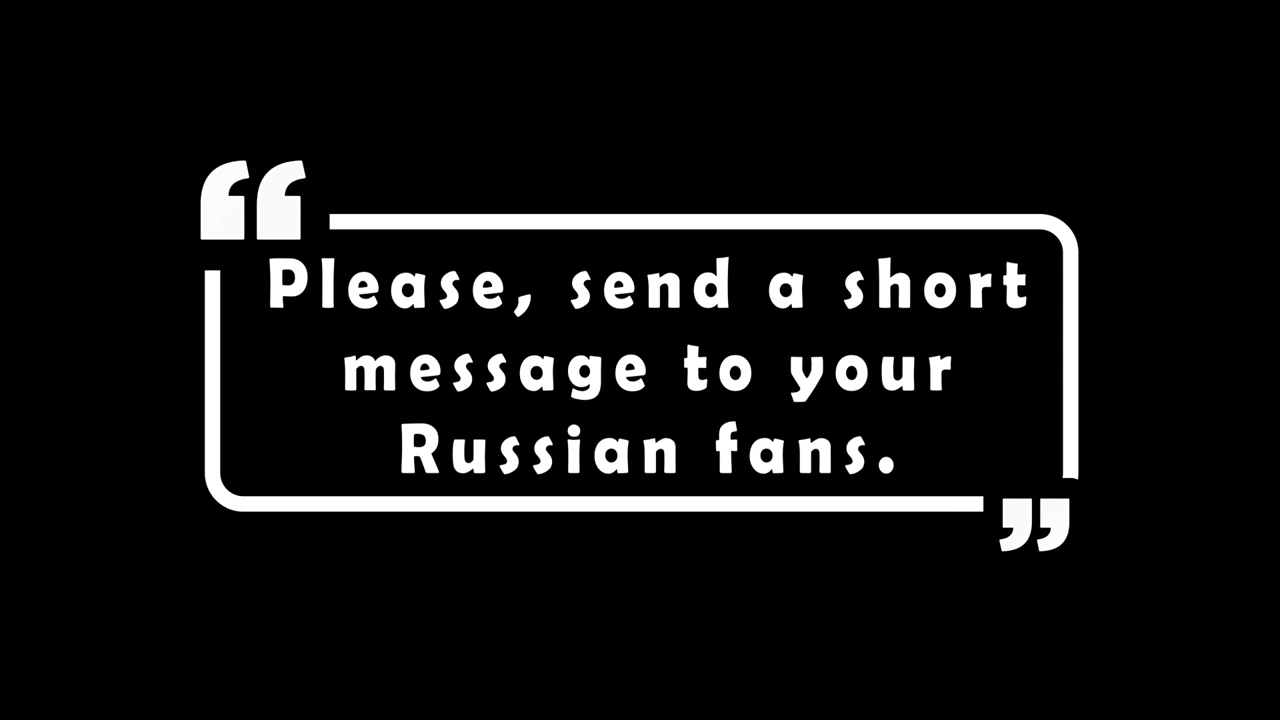 “Please, send a short
message to your
Russian fans.”